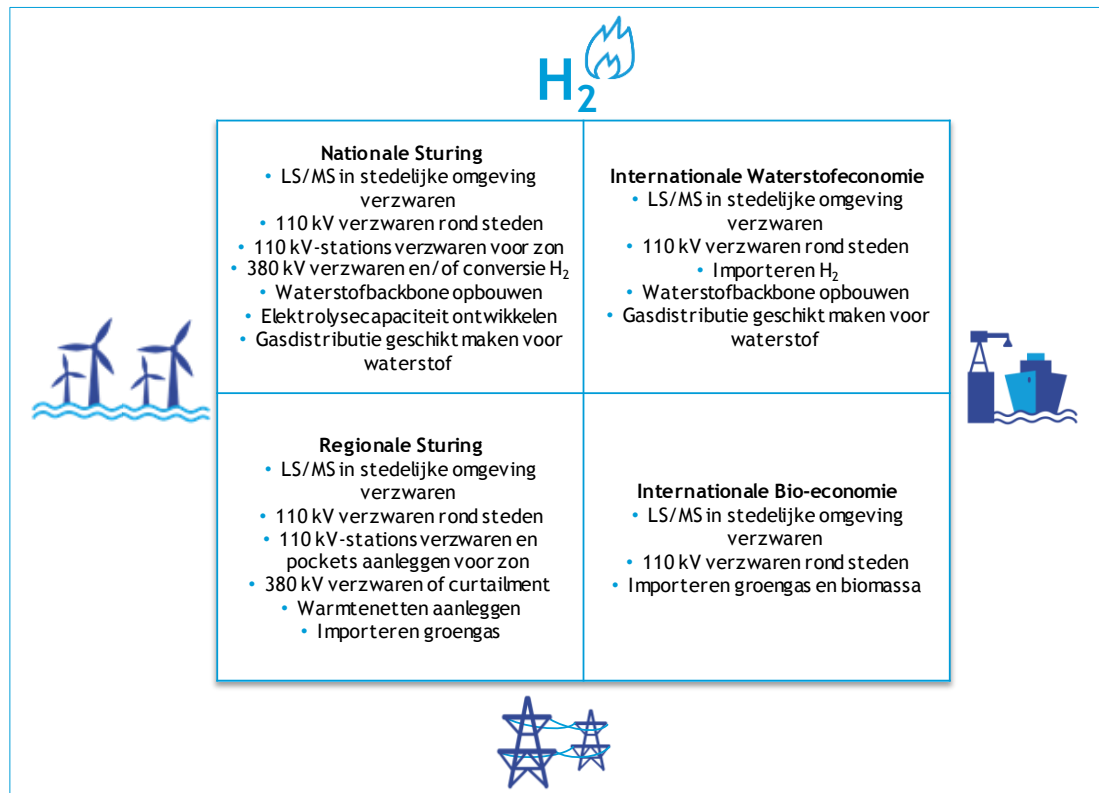 H₂
Nationale Sturing
• LS/MS in stedelijke omgeving
verzwaren
• 110 kV verzwaren rond steden
• 110 kV-stations verzwaren voor zon
• 380 kV verzwaren en/of conversie H₂
• Waterstofbackbone opbouwen
• Elektrolysecapaciteit ontwikkelen
• Gasdistributie geschikt maken voor
waterstof
Internationale Waterstofeconomie
• LS/MS in stedelijke omgeving
verzwaren
• 110 kV verzwaren rond steden
• Importeren H₂
• Waterstofbackbone opbouwen
• Gasdistributie geschikt maken voor
waterstof
Regionale Sturing
• LS/MS in stedelijke omgeving
verzwaren
• 110 kV verzwaren rond steden
• 110 kV-stations verzwaren en
pockets aanleggen voor zon
• 380 kV verzwaren of curtailment
• Warmtenetten aanleggen
• Importeren groengas
Internationale Bio-economie
• LS/MS in stedelijke omgeving
verzwaren
• 110 kV verzwaren rond steden
• Importeren groengas en biomassa